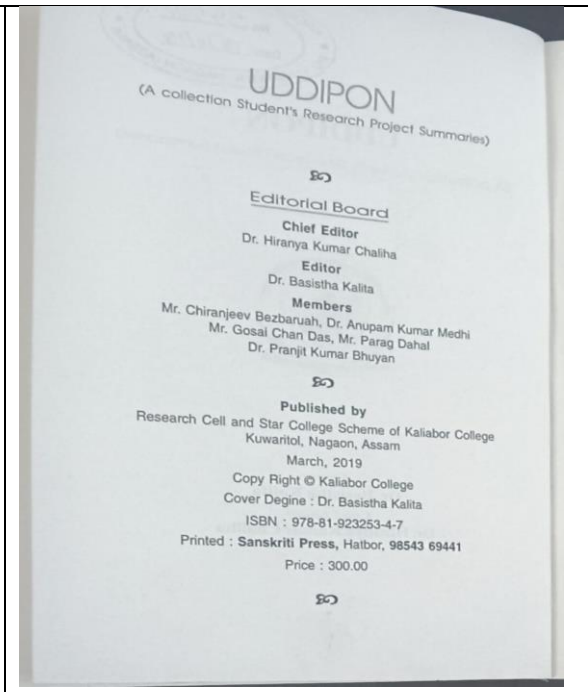 UDDIPON
(A collection Student's Research Project Summaries)
Editorial Board
Chief Editor
Dr. Hiranya Kumar Chaliha
Editor
Dr. Basistha Kalita
Members
Mr. Chiranjeev Bezbaruah, Dr. Anupam Kumar Medhi
Mr. Gosai Chan Das, Mr. Parag Dahal
Dr. Pranjit Kumar Bhuyan
Published by
Research Cell and Star College Scheme of Kaliabor College
Kuwaritol, Nagaon, Assam
March, 2019
Copy Right © Kaliabor College
Cover Degine : Dr. Basistha Kalita
ISBN : 978-81-923253-4-7
Printed : Sanskriti Press, Hatbor, 98543 69441
Price : 300.00